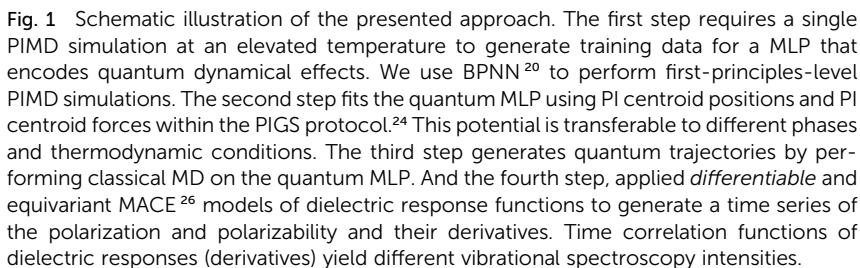 Fig. 1 Schematic illustration of the presented approach. The first step requires a single
PIMD simulation at an elevated temperature to generate training data for a MLP that
encodes quantum dynamical effects. We use BPNN²⁰ to perform first-principles-level
PIMD simulations. The second step fits the quantum MLP using PI centroid positions and PI
centroid forces within the PIGS protocol.²⁴ This potential is transferable to different phases
and thermodynamic conditions. The third step generates quantum trajectories by per-
forming classical MD on the quantum MLP. And the fourth step, applied differentiable and
equivariant MACE²⁶ models of dielectric response functions to generate a time series of
the polarization and polarizability and their derivatives. Time correlation functions of
dielectric responses (derivatives) yield different vibrational spectroscopy intensities.